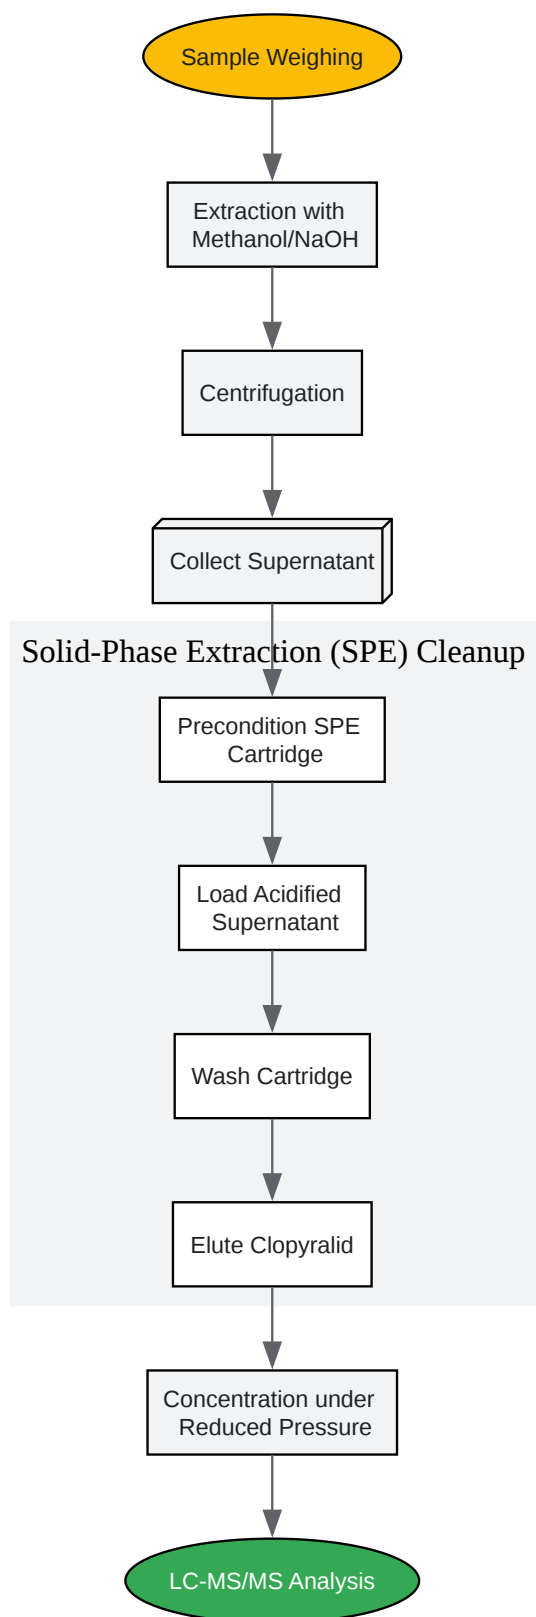 Sample Weighing
Extraction with
Methanol/NaOH
Centrifugation
Collect Supernatant
Solid-Phase Extraction (SPE) Cleanup
Precondition SPE
Cartridge
Load Acidified
Supernatant
Wash Cartridge
Elute Clopyralid
Concentration under
Reduced Pressure
LC-MS/MS Analysis